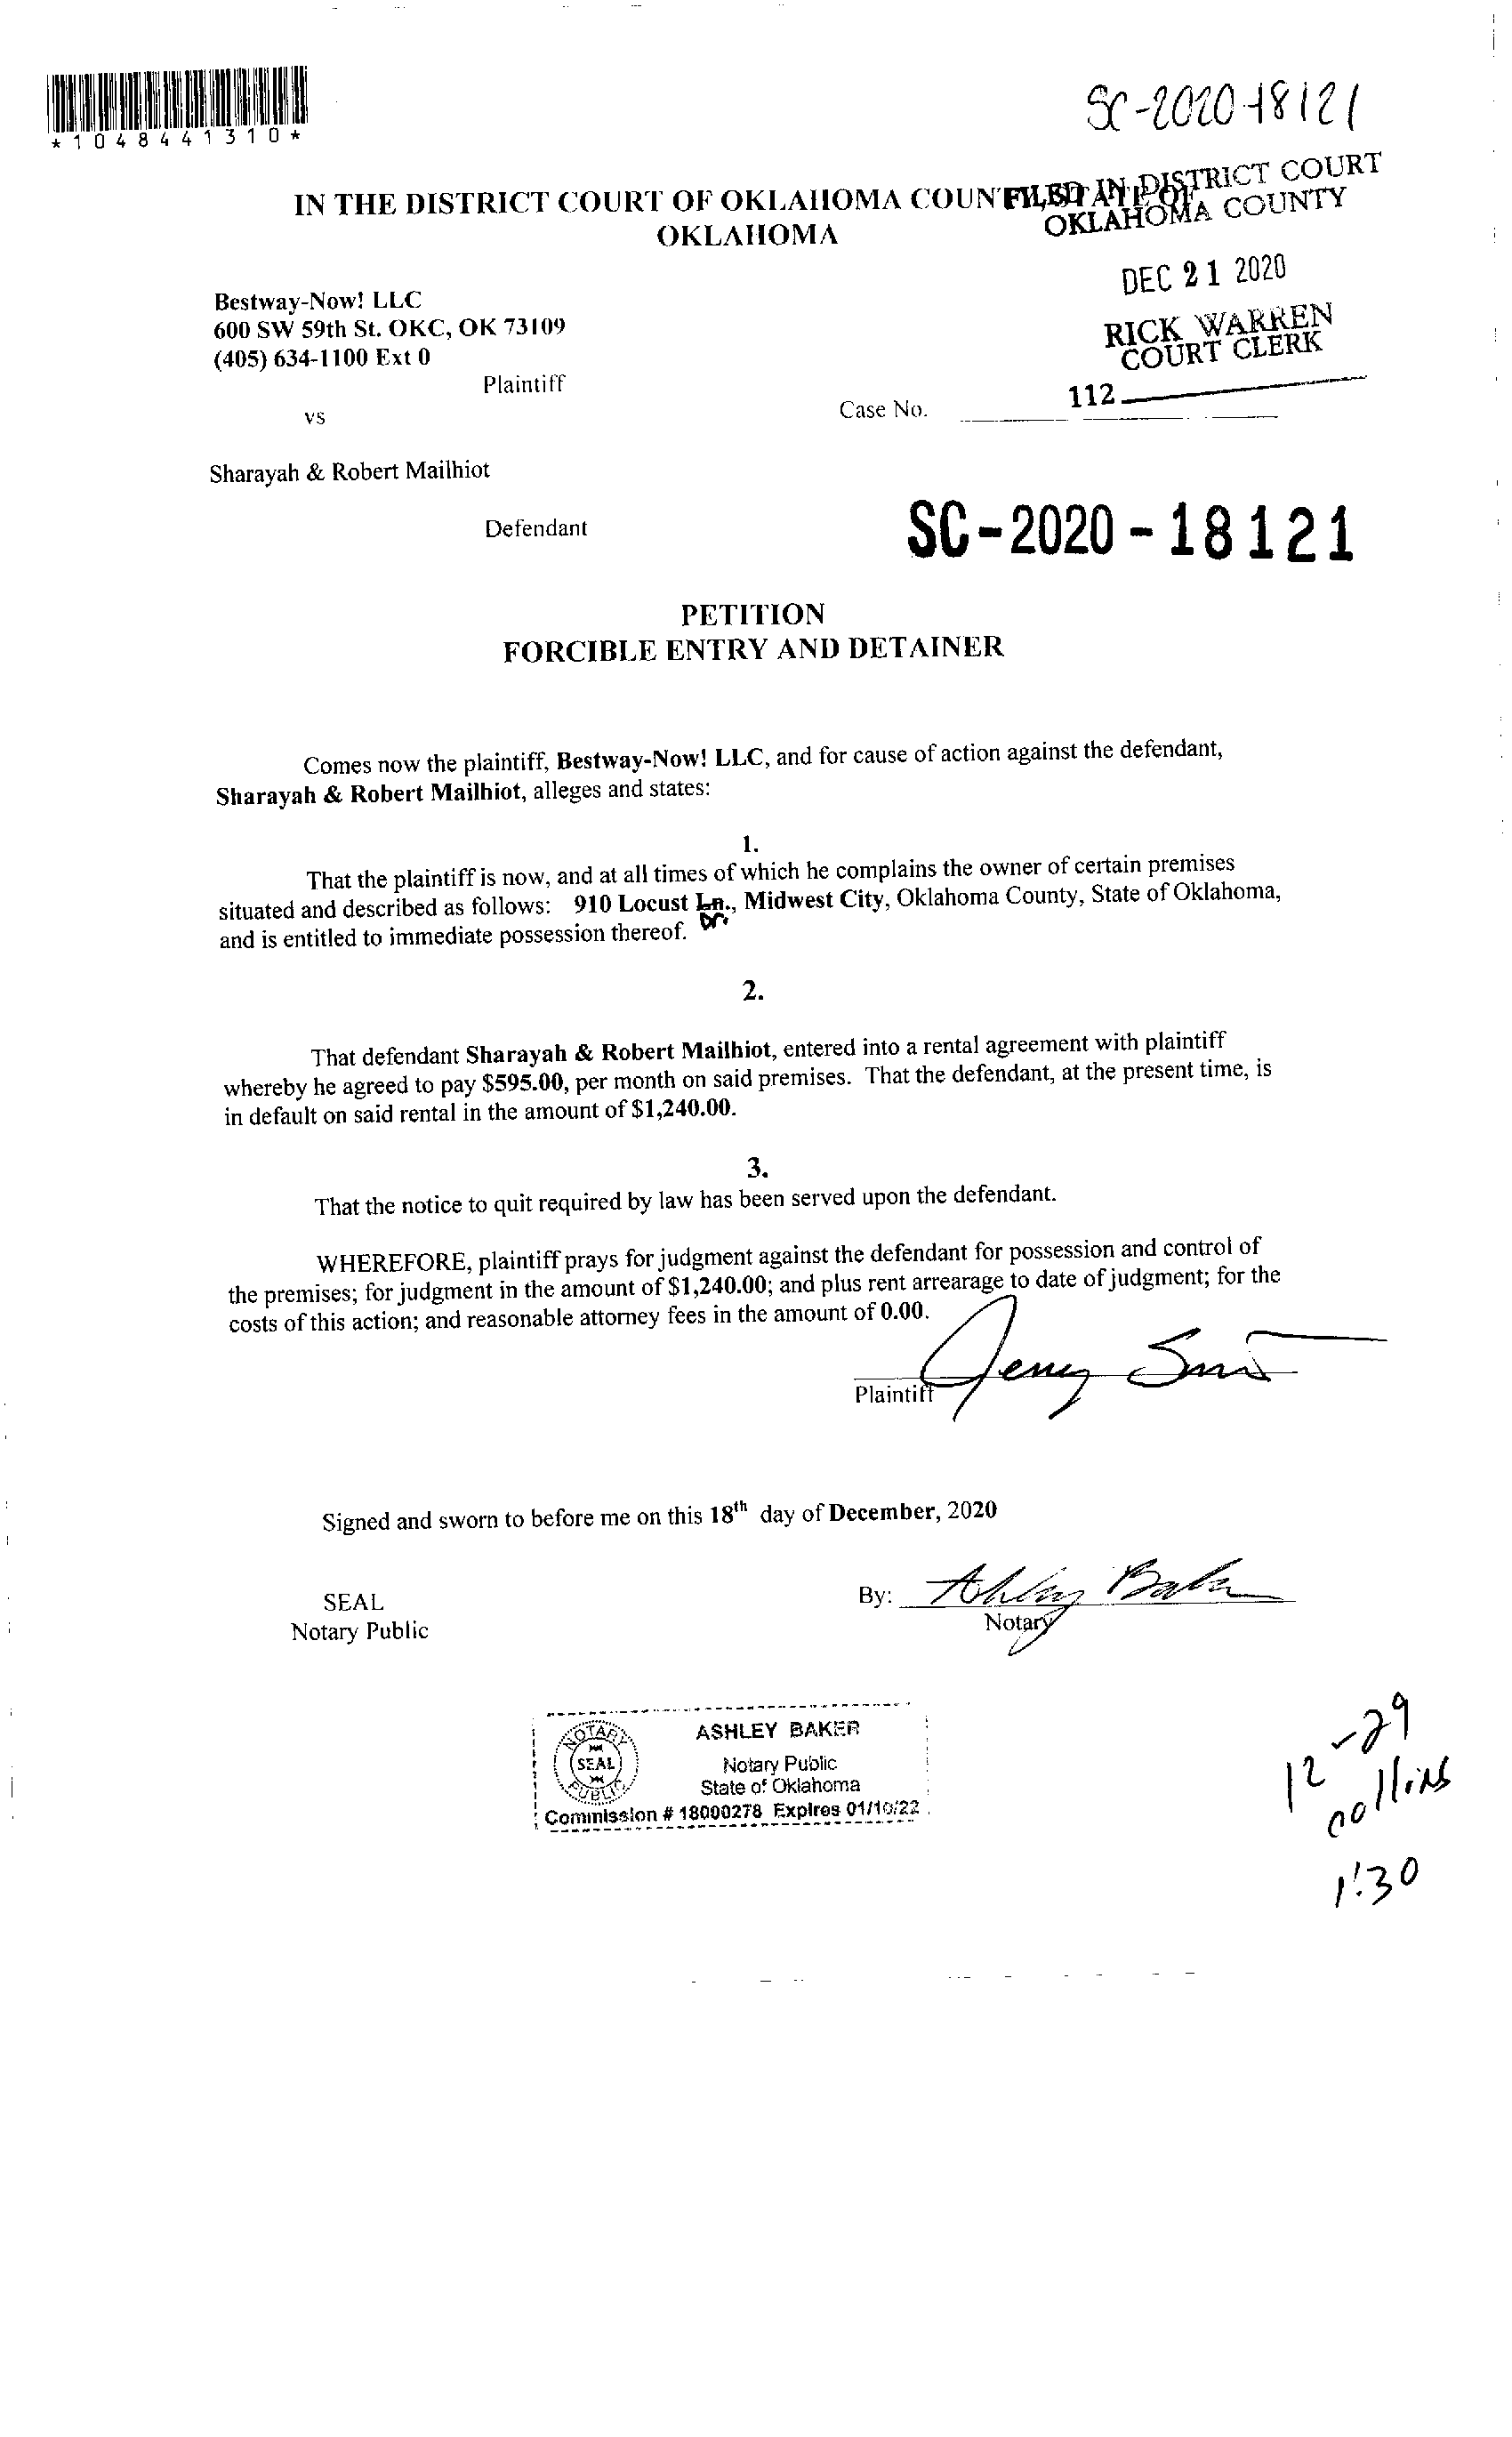 *1048441310*
SC-2020-18121
IN THE DISTRICT COURT OF OKLAHOMA COUNTY, STATE OF
OKLAHOMA
FILED IN DISTRICT COURT
OKLAHOMA COUNTY
DEC 21 2020
RICK WARREN
COURT CLERK
112
Bestway-Now! LLC
600 SW 59th St. OKC, OK 73109
(405) 634-1100 Ext 0
Plaintiff
vs
Case No.
Sharayah & Robert Mailhiot
Defendant
SC-2020-18121
PETITION
FORCIBLE ENTRY AND DETAINER
Comes now the plaintiff, Bestway-Now! LLC, and for cause of action against the defendant,
Sharayah & Robert Mailhiot, alleges and states:
1.
That the plaintiff is now, and at all times of which he complains the owner of certain premises
situated and described as follows: 910 Locust Ln., Midwest City, Oklahoma County, State of Oklahoma,
Dr.
and is entitled to immediate possession thereof.
2.
That defendant Sharayah & Robert Mailhiot, entered into a rental agreement with plaintiff
whereby he agreed to pay $595.00, per month on said premises. That the defendant, at the present time, is
in default on said rental in the amount of $1,240.00.
3.
That the notice to quit required by law has been served upon the defendant.
WHEREFORE, plaintiff prays for judgment against the defendant for possession and control of
the premises; for judgment in the amount of $1,240.00; and plus rent arrearage to date of judgment; for the
costs of this action; and reasonable attorney fees in the amount of 0.00.
Plaintiff
Signed and sworn to before me on this 18th day of December, 2020
SEAL
Notary Public
By: Ashley Baker
Notary
NOTARY
SEAL
PUBLIC
ASHLEY BAKER
Notary Public
State of Oklahoma
Commission # 18000278 Expires 01/10/22
12-29
Collins
1:30